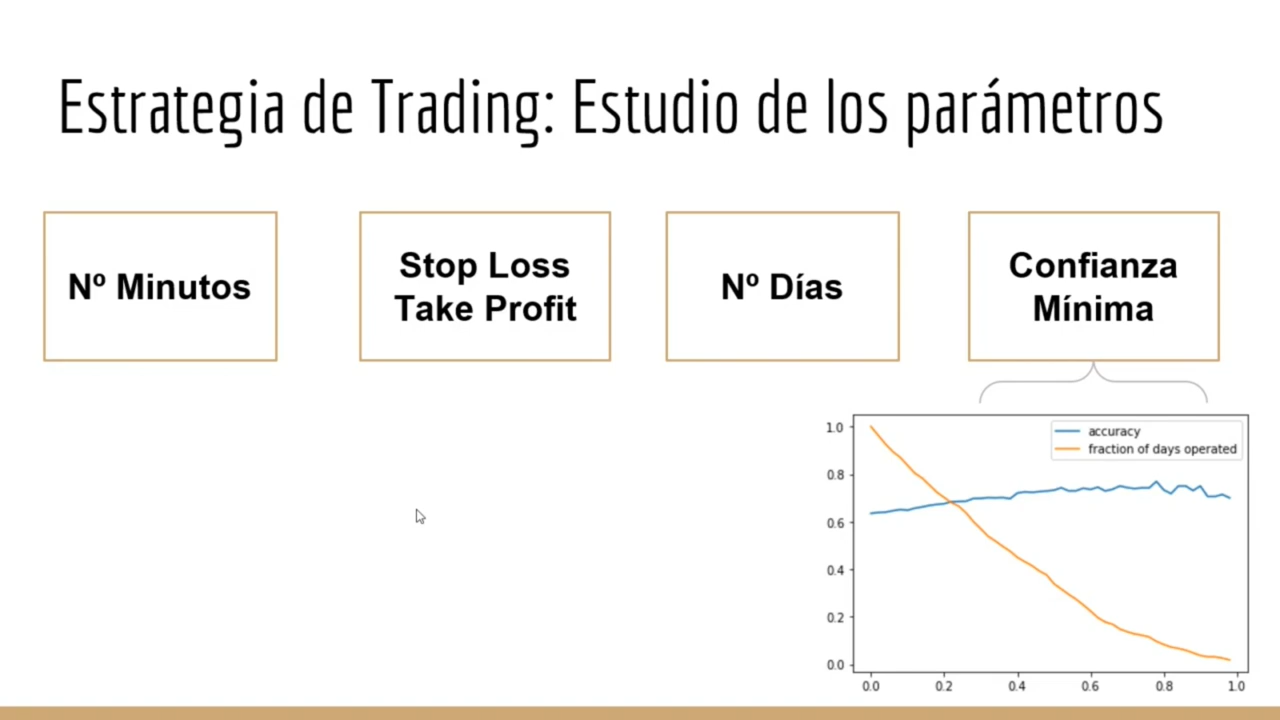 Estrategia de Trading: Estudio de los parámetros
Nº Minutos
Stop Loss
Take Profit
Nº Días
Confianza
Mínima
accuracy
fraction of days operated
1.0
0.8
0.6
0.4
0.2
0.0
0.0 0.2 0.4 0.6 0.8 1.0